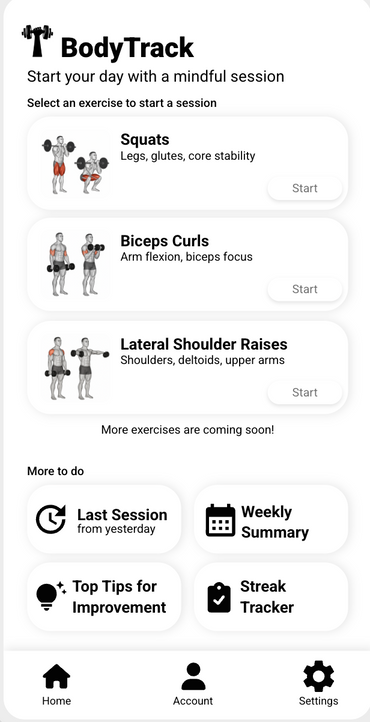 BodyTrack
Start your day with a mindful session
Select an exercise to start a session
Squats
Legs, glutes, core stability
Start
Biceps Curls
Arm flexion, biceps focus
Start
Lateral Shoulder Raises
Shoulders, deltoids, upper arms
Start
More exercises are coming soon!
More to do
Last Session
from yesterday
Weekly
Summary
Top Tips for
Improvement
Streak
Tracker
Home
Account
Settings